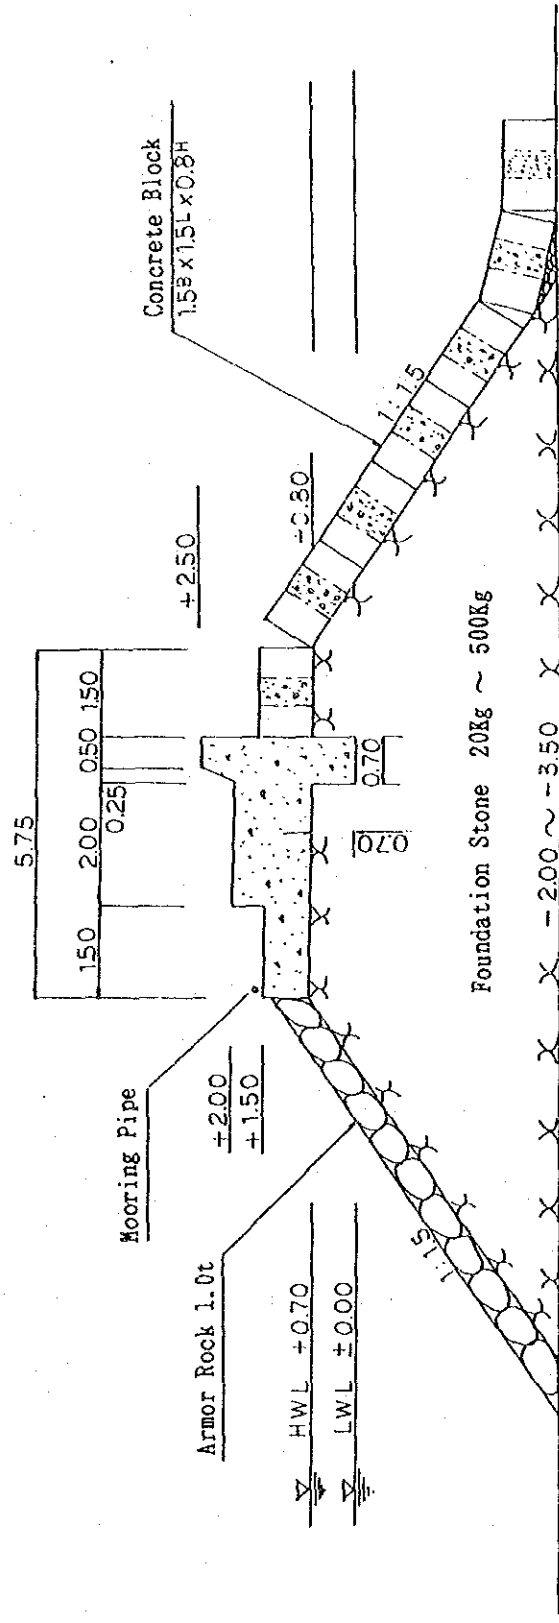 5.75
1.50 2.00 0.50 1.50
0.25
+2.50
Mooring Pipe
Concrete Block
1.5B x 1.5L x 0.8H
+2.00
+1.50
Armor Rock 1.0t
HWL +0.70
LWL ±0.00
0.70
0.70
+0.80
1:1.5
1:1.5
Foundation Stone 20Kg ~ 500Kg
-2.00 ~ -3.50